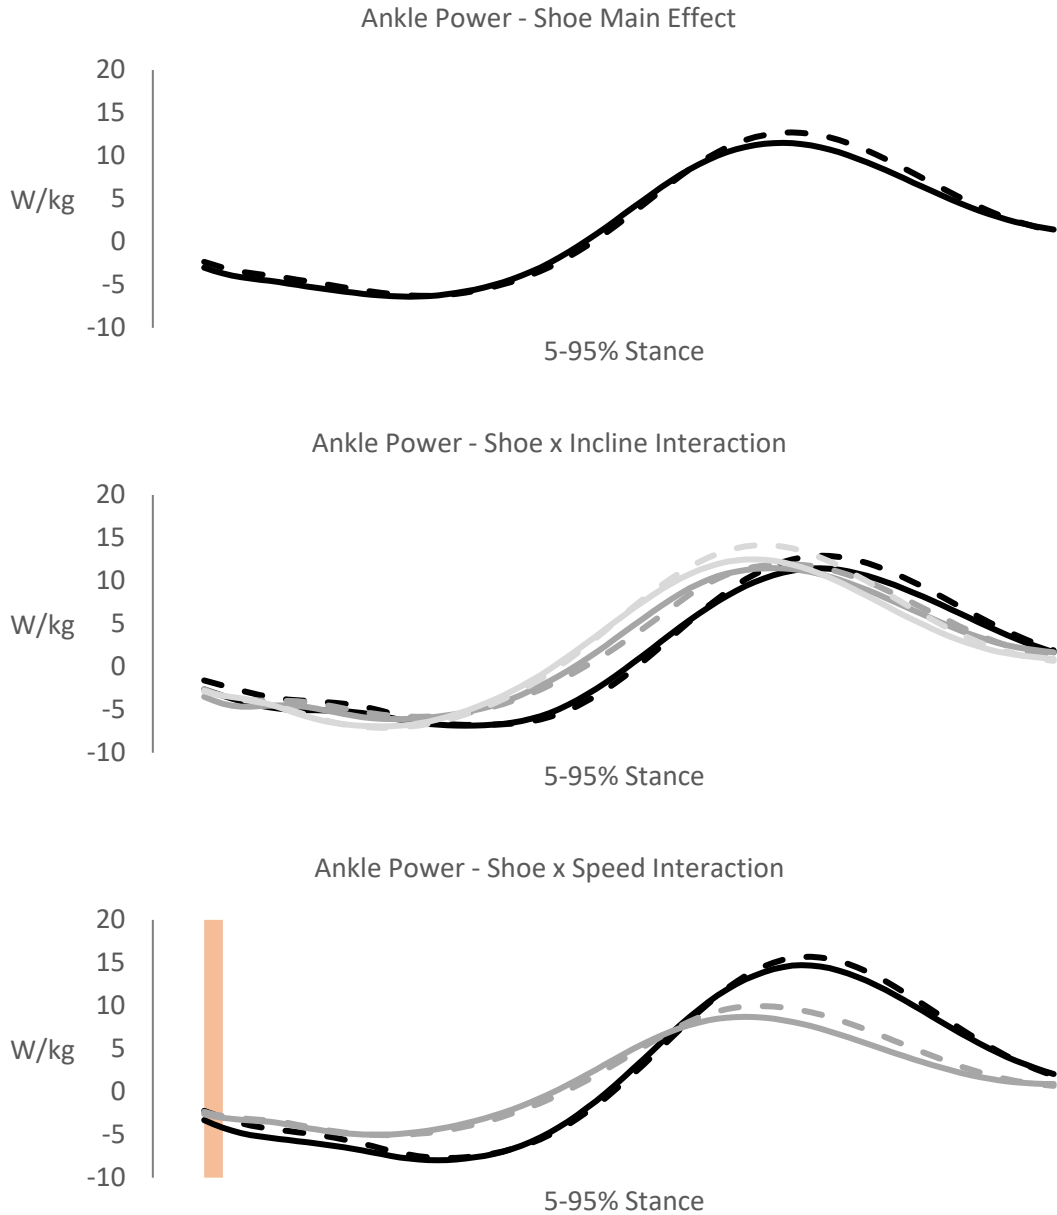 Ankle Power - Shoe Main Effect
20
15
10
W/kg
5
0
-5
-10
5-95% Stance
Ankle Power - Shoe x Incline Interaction
20
15
10
W/kg
5
0
-5
-10
5-95% Stance
Ankle Power - Shoe x Speed Interaction
20
15
10
W/kg
5
0
-5
-10
5-95% Stance